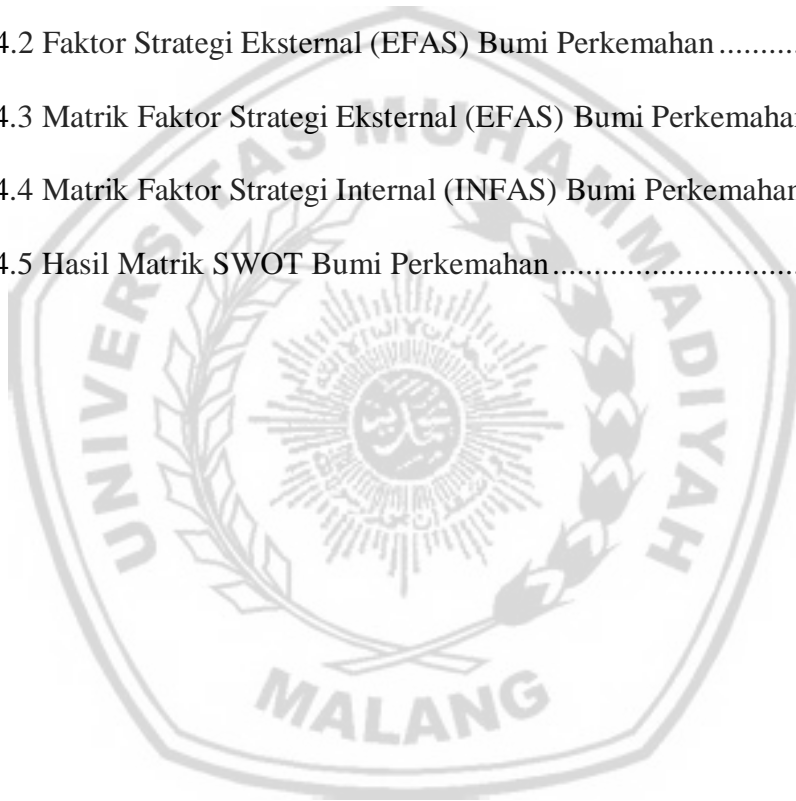 4.2 Faktor Strategi Eksternal (EFAS) Bumi Perkemahan ..........
4.3 Matrik Faktor Strategi Eksternal (EFAS) Bumi Perkemahan
4.4 Matrik Faktor Strategi Internal (INFAS) Bumi Perkemahan
4.5 Hasil Matrik SWOT Bumi Perkemahan ..............................
UNIVERSITAS MUHAMMADIYAH
MALANG